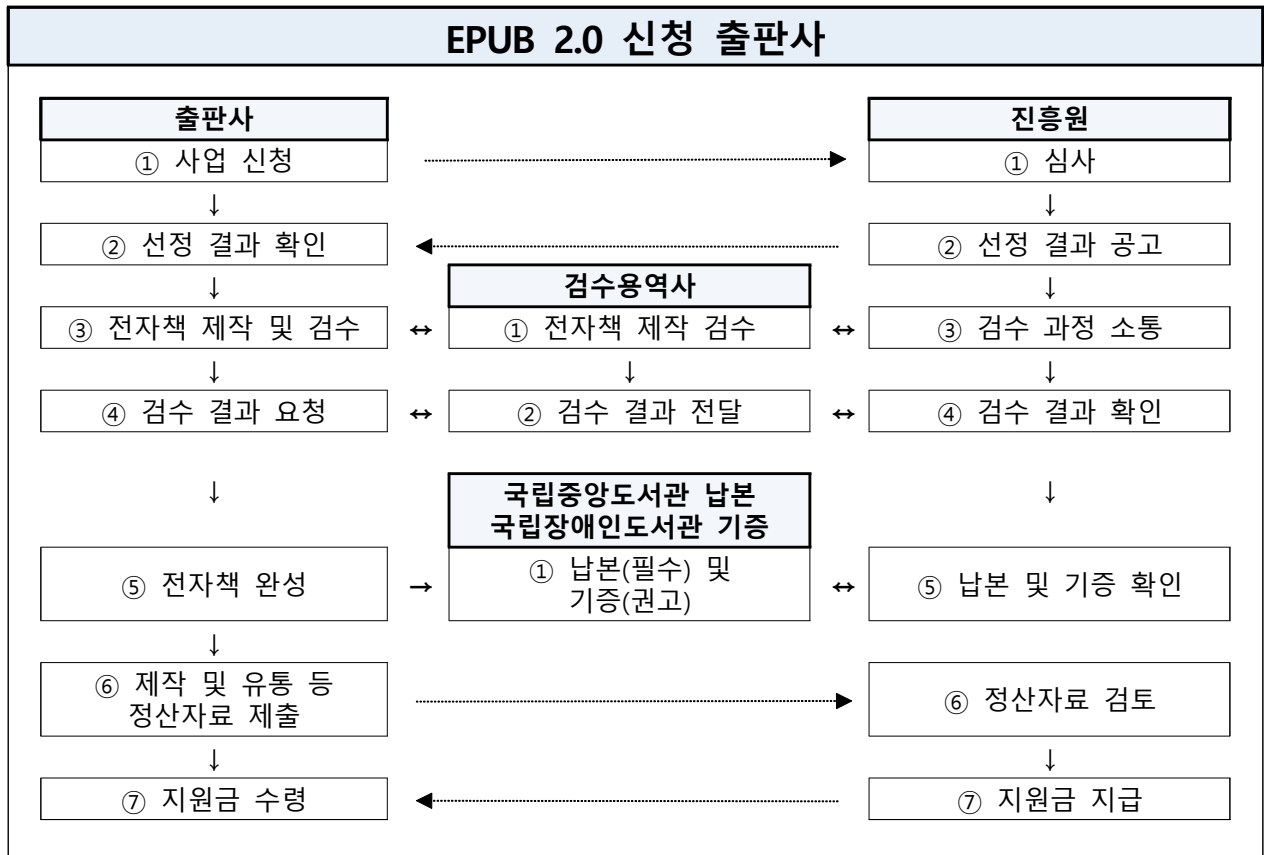 EPUB 2.0 신청 출판사
출판사
진흥원
① 사업 신청
① 심사
↓ ↓
② 선정 결과 확인
② 선정 결과 공고
↓ ↓
검수용역사
③ 전자책 제작 및 검수 ↔ ① 전자책 제작 검수 ↔ ③ 검수 과정 소통
↓ ↓ ↓
④ 검수 결과 요청 ↔ ② 검수 결과 전달 ↔ ④ 검수 결과 확인
↓ ↓
국립중앙도서관 납본
국립장애인도서관 기증
⑤ 전자책 완성 →
① 납본(필수) 및
기증(권고)
↔ ⑤ 납본 및 기증 확인
↓
⑥ 제작 및 유통 등
정산자료 제출
⑥ 정산자료 검토
↓ ↓
⑦ 지원금 수령
⑦ 지원금 지급